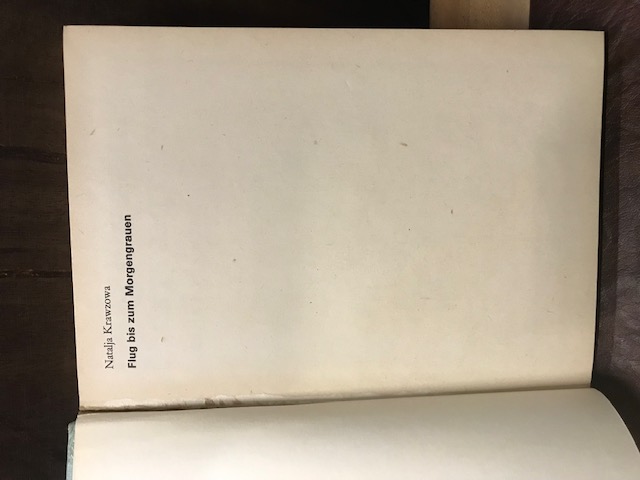 Natalja Krawzowa
Flug bis zum Morgengrauen